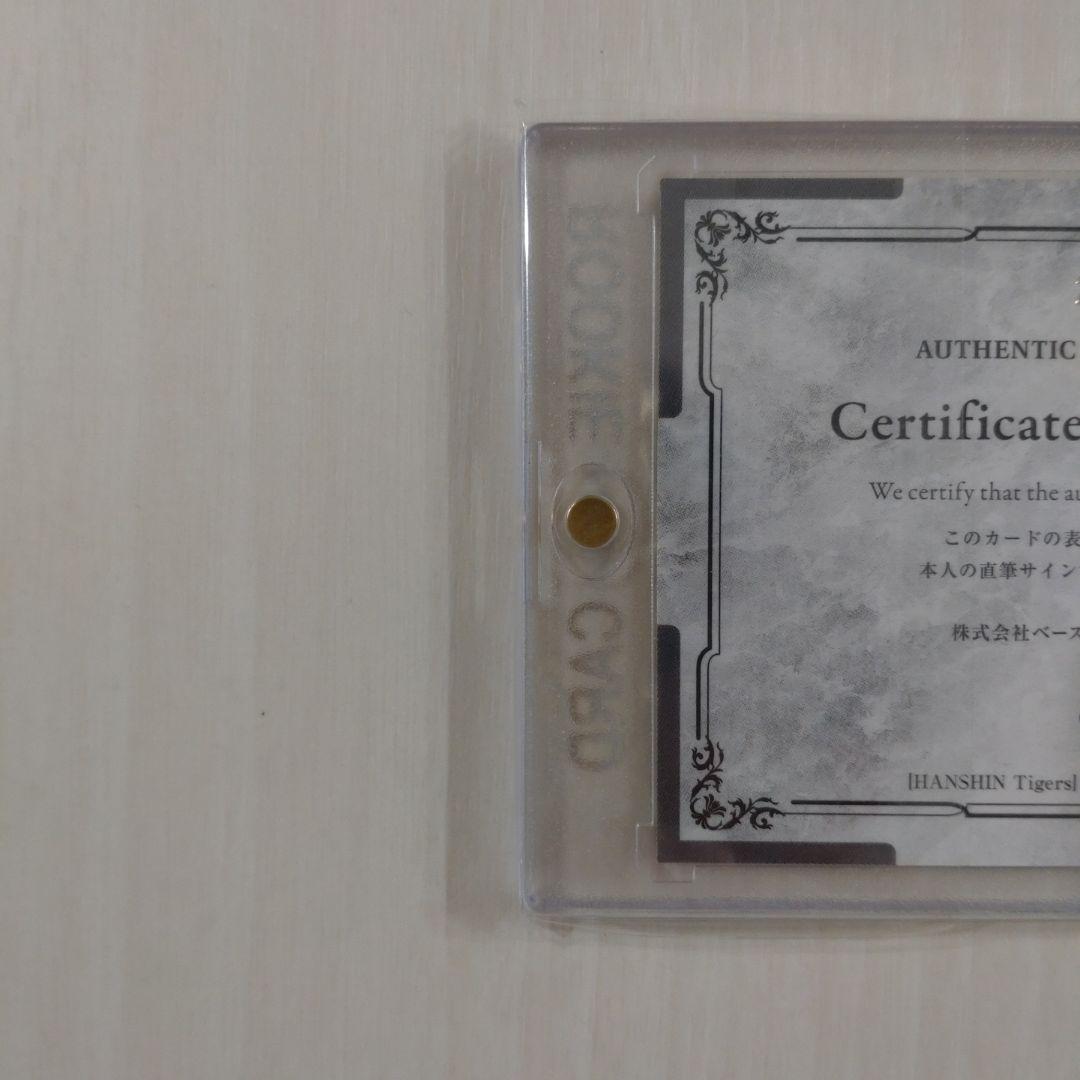 ROOKIE CARD
AUTHENTIC
Certificate
We certify that the au
このカードの表
本人の直筆サイン
株式会社ベース
[HANSHIN Tigers]